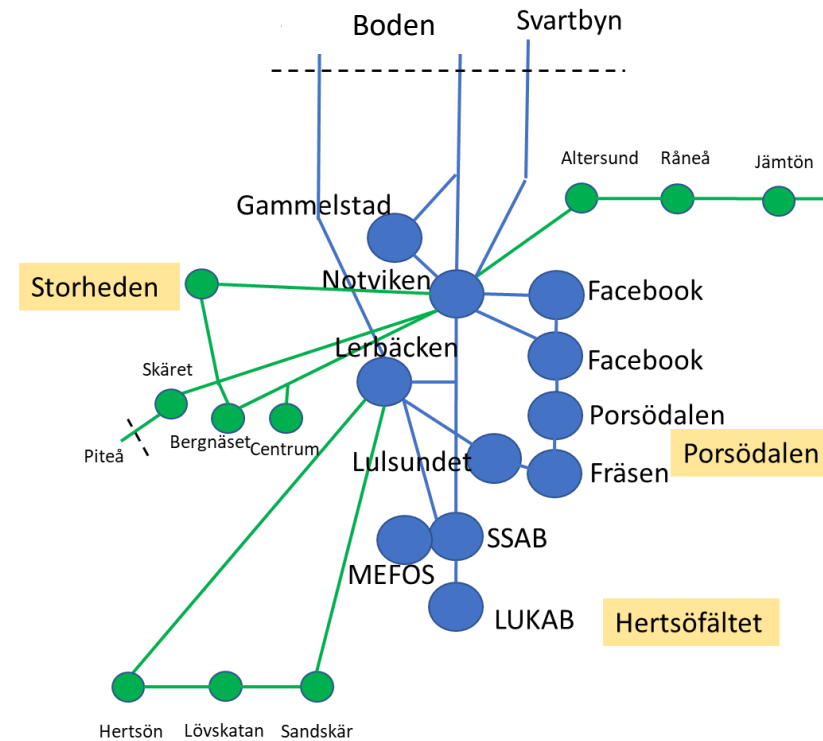 Boden
Svartbyn
Altersund
Råneå
Jämtön
Gammelstad
Storheden
Notviken
Facebook
Lerbäcken
Facebook
Skäret
Porsödalen
Piteå
Bergnäset
Centrum
Lulsundet
Fräsen
Porsödalen
SSAB
MEFOS
LUKAB
Hertsöfältet
Hertsön
Lövskatan
Sandskär